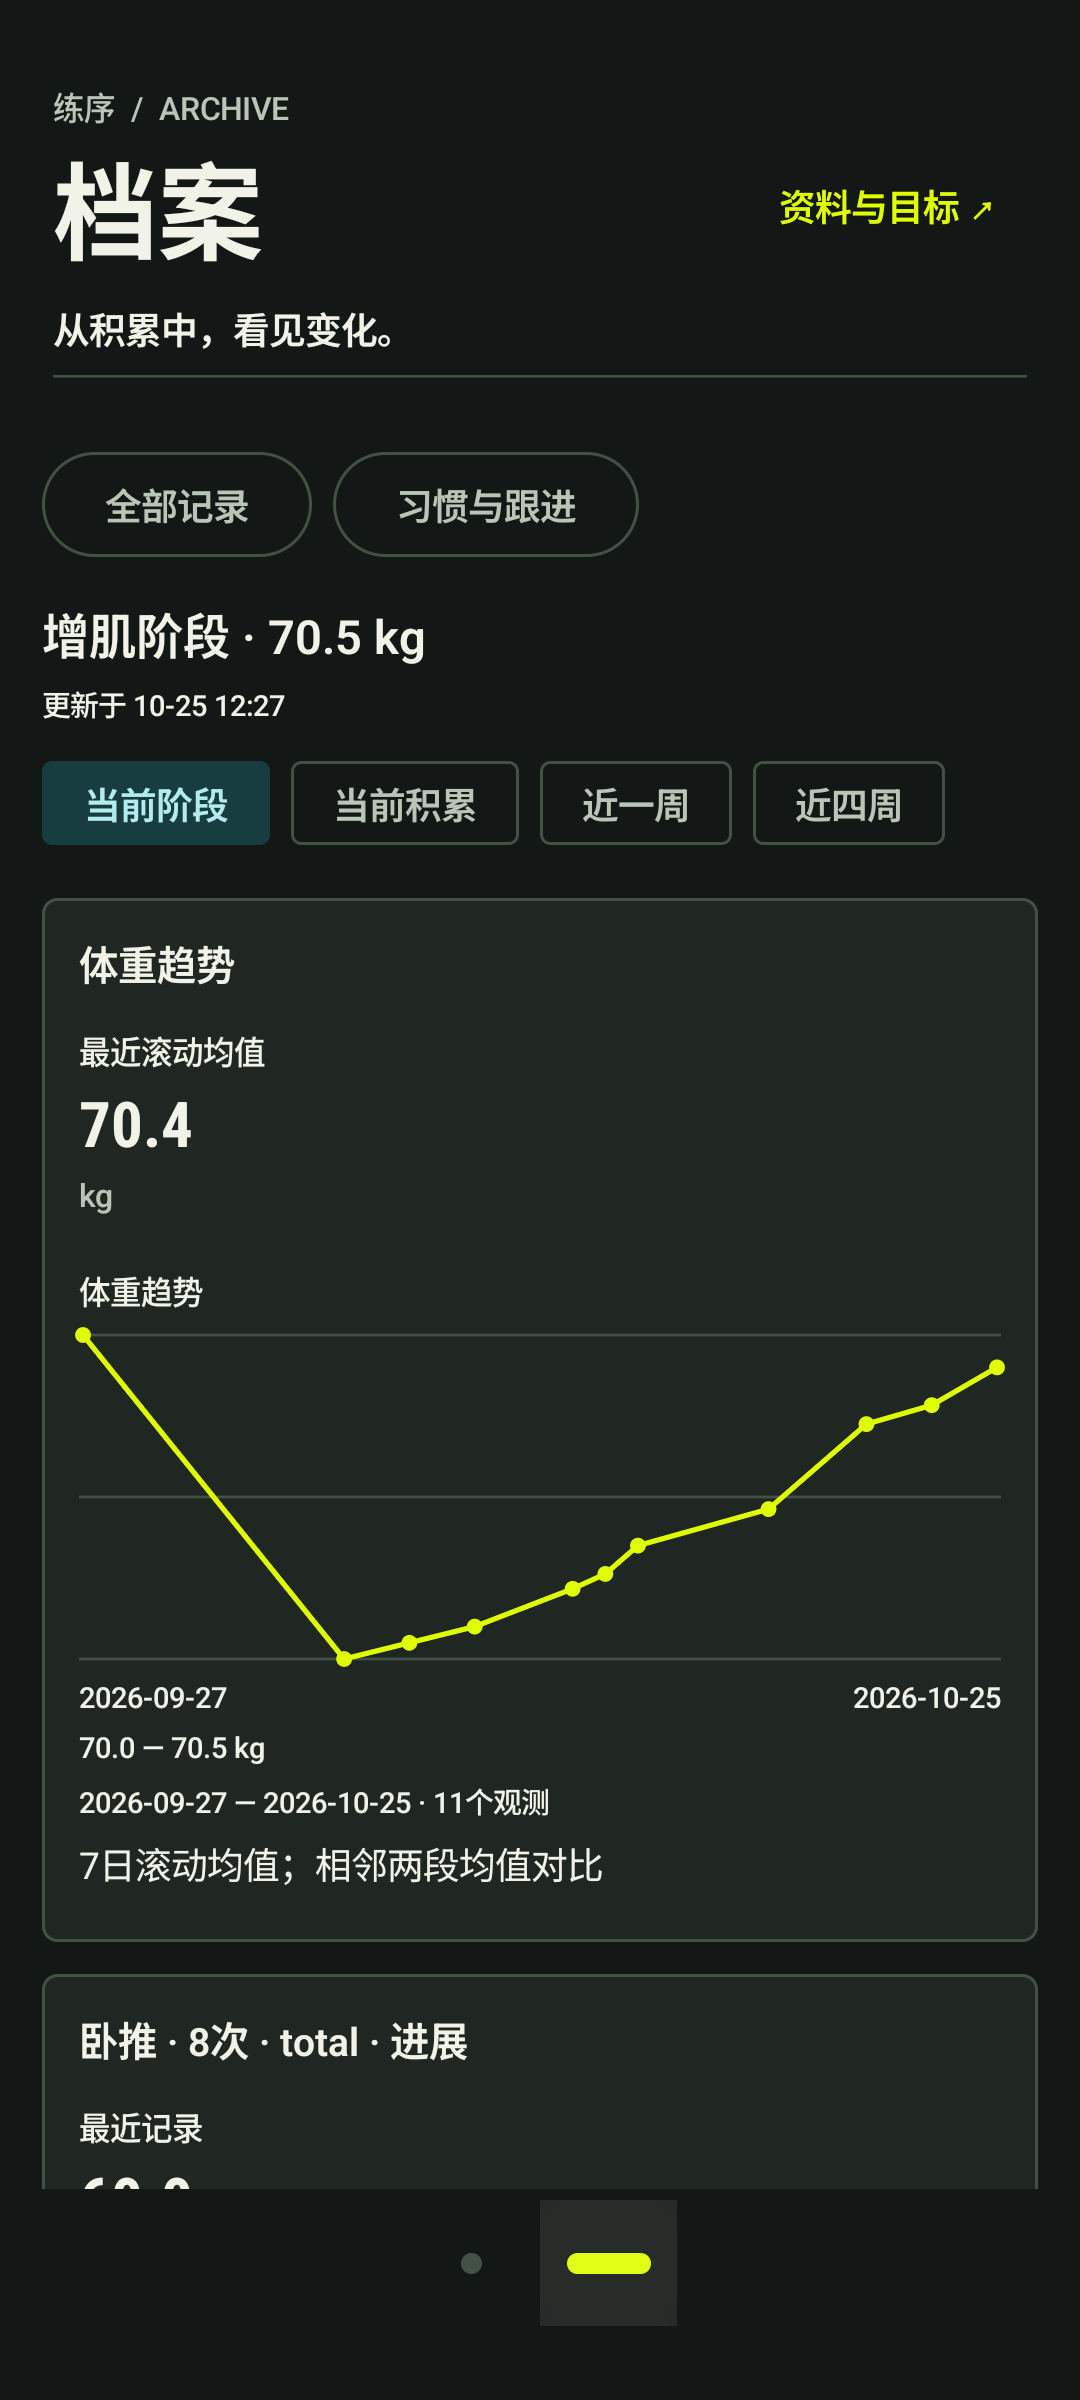 练序 / ARCHIVE
档案
资料与目标 ↗
从积累中，看见变化。
全部记录
习惯与跟进
增肌阶段 · 70.5 kg
更新于 10-25 12:27
当前阶段
当前积累
近一周
近四周
体重趋势
最近滚动均值
70.4
kg
体重趋势
2026-09-27
2026-10-25
70.0 — 70.5 kg
2026-09-27 — 2026-10-25 · 11个观测
7日滚动均值；相邻两段均值对比
卧推 · 8次 · total · 进展
最近记录